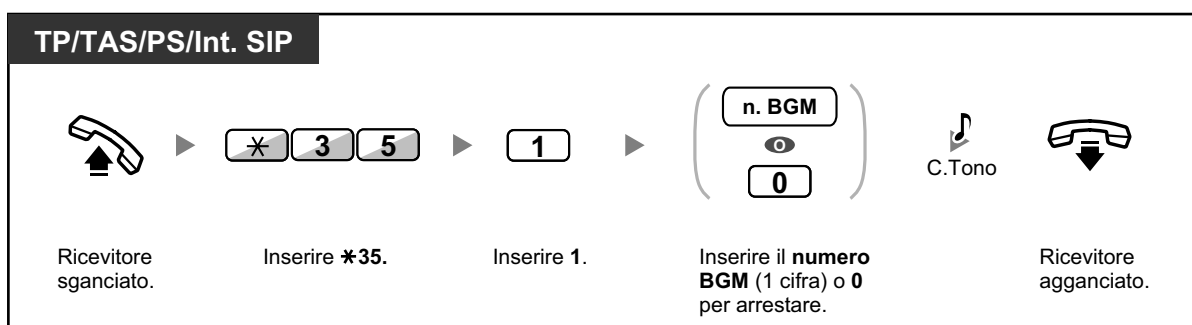 TP/TAS/PS/Int. SIP
✳ 3 5
1
n. BGM
o
0
C.Tono
Ricevitore
sganciato.
Inserire ✳35.
Inserire 1.
Inserire il numero
BGM (1 cifra) o 0
per arrestare.
Ricevitore
agganciato.